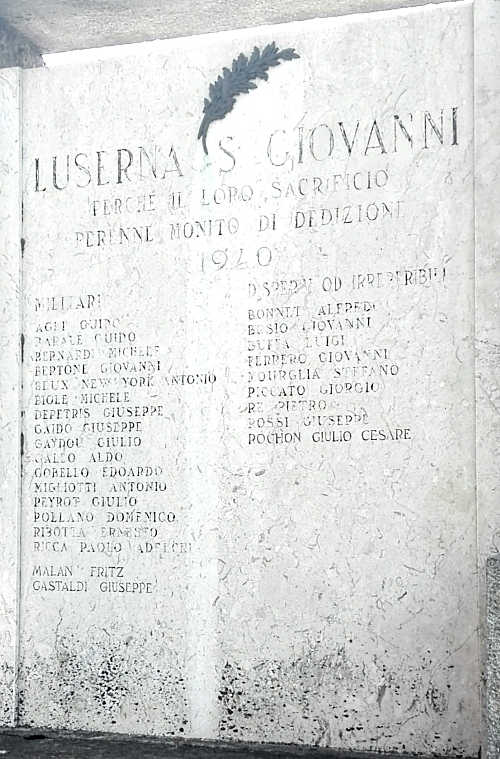 LUSERNA S GIOVANNI
PERCHÈ IL LORO SACRIFICIO
PERENNE MONITO DI DEDIZIONE
1940
MILITARI
AGLI GUIDO
BARALE GUIDO
BERNARDI MICHELE
BERTONE GIOVANNI
BEUX NEW YORK ANTONIO
BIGLE MICHELE
DEPETRIS GIUSEPPE
GAIDO GIUSEPPE
GAYDOU GIULIO
GALLO ALDO
GOBELLO EDOARDO
MIGLIOTTI ANTONIO
PEYROT GIULIO
POLLANO DOMENICO
RIBOTTA ERNESTO
RICCA PAOLO ADELCHI
MALAN FRITZ
GASTALDI GIUSEPPE
DISPERSI OD IRREPERIBILI
BONNET ALFREDO
BUSIO GIOVANNI
BUFFA LUIGI
FERRERO GIOVANNI
MOURGLIA STEFANO
PICCATO GIORGIO
RE PIETRO
ROSSI GIUSEPPE
ROCHON GIULIO CESARE